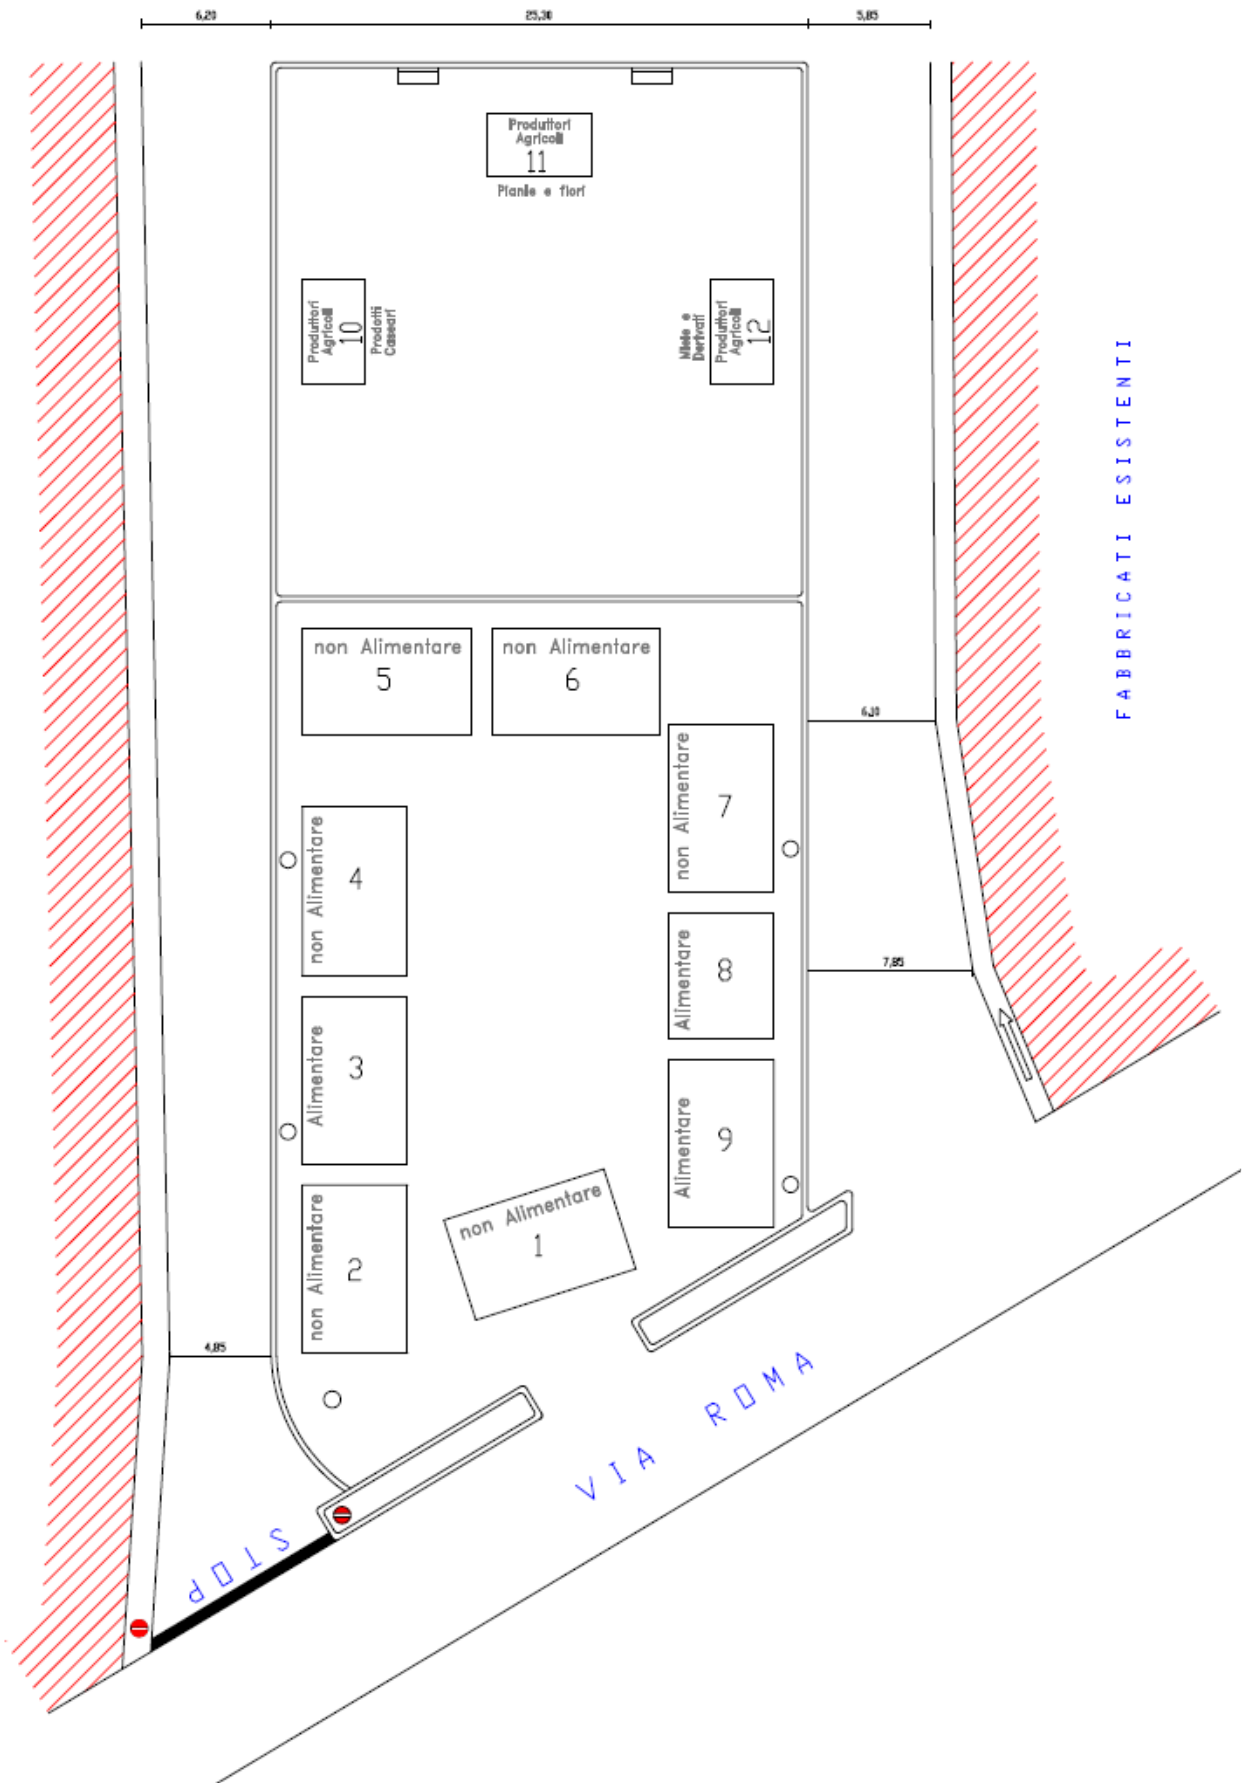 6,20
25,30
5,85
Produttori
Agricoli
11
Piante e fiori
Produttori
Agricoli
10
Prodotti
Caseari
Miele e
Derivati
Produttori
Agricoli
12
FABBRICATI ESISTENTI
non Alimentare
5
non Alimentare
6
6,10
non Alimentare
7
non Alimentare
4
Alimentare
8
7,85
Alimentare
3
Alimentare
9
non Alimentare
1
non Alimentare
2
4,85
VIA ROMA
STOP